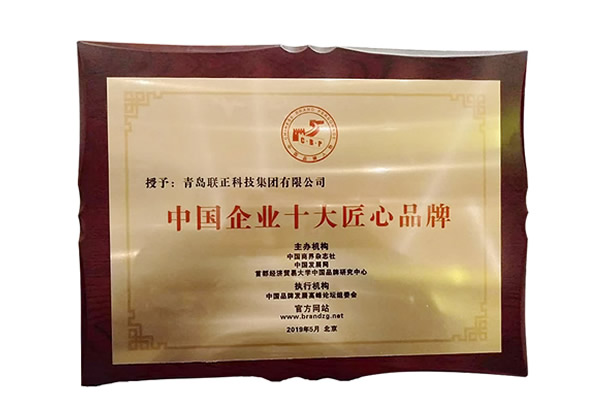 C·B·P
授予：青岛联正科技集团有限公司
中国企业十大匠心品牌
主办机构
中国商界杂志社
中国发展网
首都经济贸易大学中国品牌研究中心
执行机构
中国品牌发展高峰论坛组委会
官方网站
www.brandzg.net
2019年5月 北京